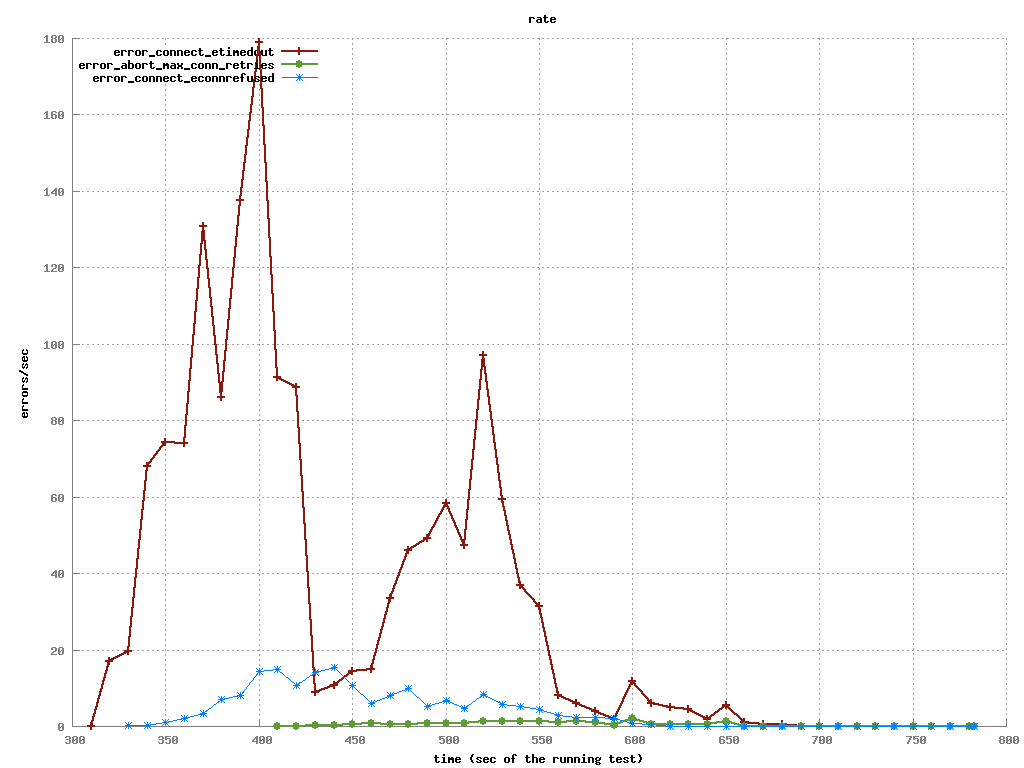 rate
180
error_connect_etimedout
error_abort_max_conn_retries
error_connect_econnrefused
160
140
120
100
errors/sec
80
60
40
20
0
300 350 400 450 500 550 600 650 700 750 800
time (sec of the running test)